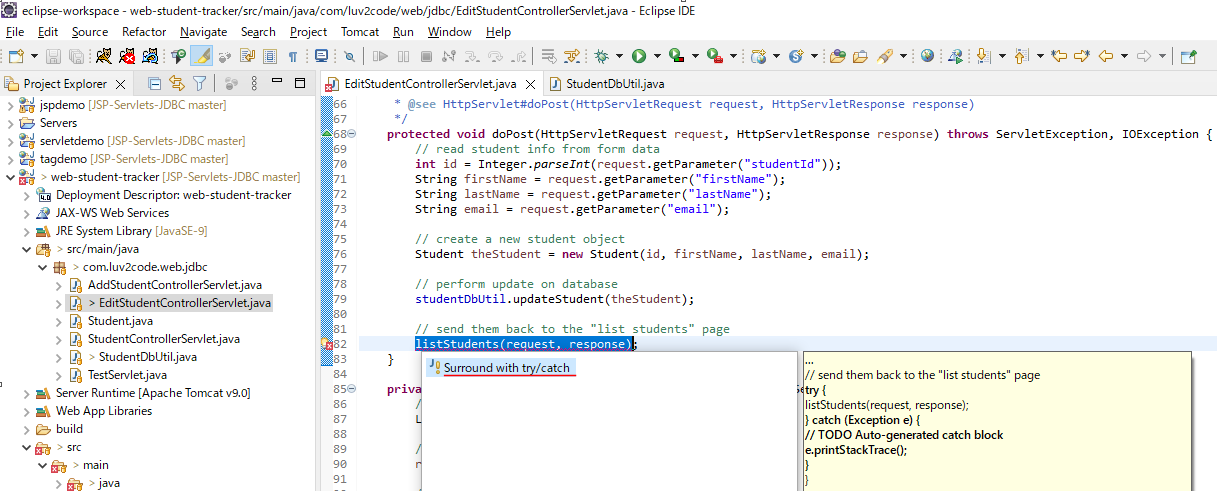 eclipse-workspace - web-student-tracker/src/main/java/com/luv2code/web/jdbc/EditStudentControllerServlet.java - Eclipse IDE
File Edit Source Refactor Navigate Search Project Tomcat Run Window Help
Project Explorer
jspdemo [JSP-Servlets-JDBC master]
Servers
servletdemo [JSP-Servlets-JDBC master]
tagdemo [JSP-Servlets-JDBC master]
> web-student-tracker [JSP-Servlets-JDBC master]
Deployment Descriptor: web-student-tracker
JAX-WS Web Services
JRE System Library [JavaSE-9]
> src/main/java
> com.luv2code.web.jdbc
AddStudentControllerServlet.java
> EditStudentControllerServlet.java
Student.java
StudentControllerServlet.java
> StudentDbUtil.java
TestServlet.java
Server Runtime [Apache Tomcat v9.0]
Web App Libraries
build
> src
> main
> java
EditStudentControllerServlet.java
StudentDbUtil.java
66 * @see HttpServlet#doPost(HttpServletRequest request, HttpServletResponse response)
67 */
68 protected void doPost(HttpServletRequest request, HttpServletResponse response) throws ServletException, IOException {
69 // read student info from form data
70 int id = Integer.parseInt(request.getParameter("studentId"));
71 String firstName = request.getParameter("firstName");
72 String lastName = request.getParameter("lastName");
73 String email = request.getParameter("email");
74
75 // create a new student object
76 Student theStudent = new Student(id, firstName, lastName, email);
77
78 // perform update on database
79 studentDbUtil.updateStudent(theStudent);
80
81 // send them back to the "list students" page
82 listStudents(request, response);
83 }
84
85 priva
86 /
87 L
88
89 /
90 r
91
Surround with try/catch
...
// send them back to the "list students" page
try {
listStudents(request, response);
} catch (Exception e) {
// TODO Auto-generated catch block
e.printStackTrace();
}
}